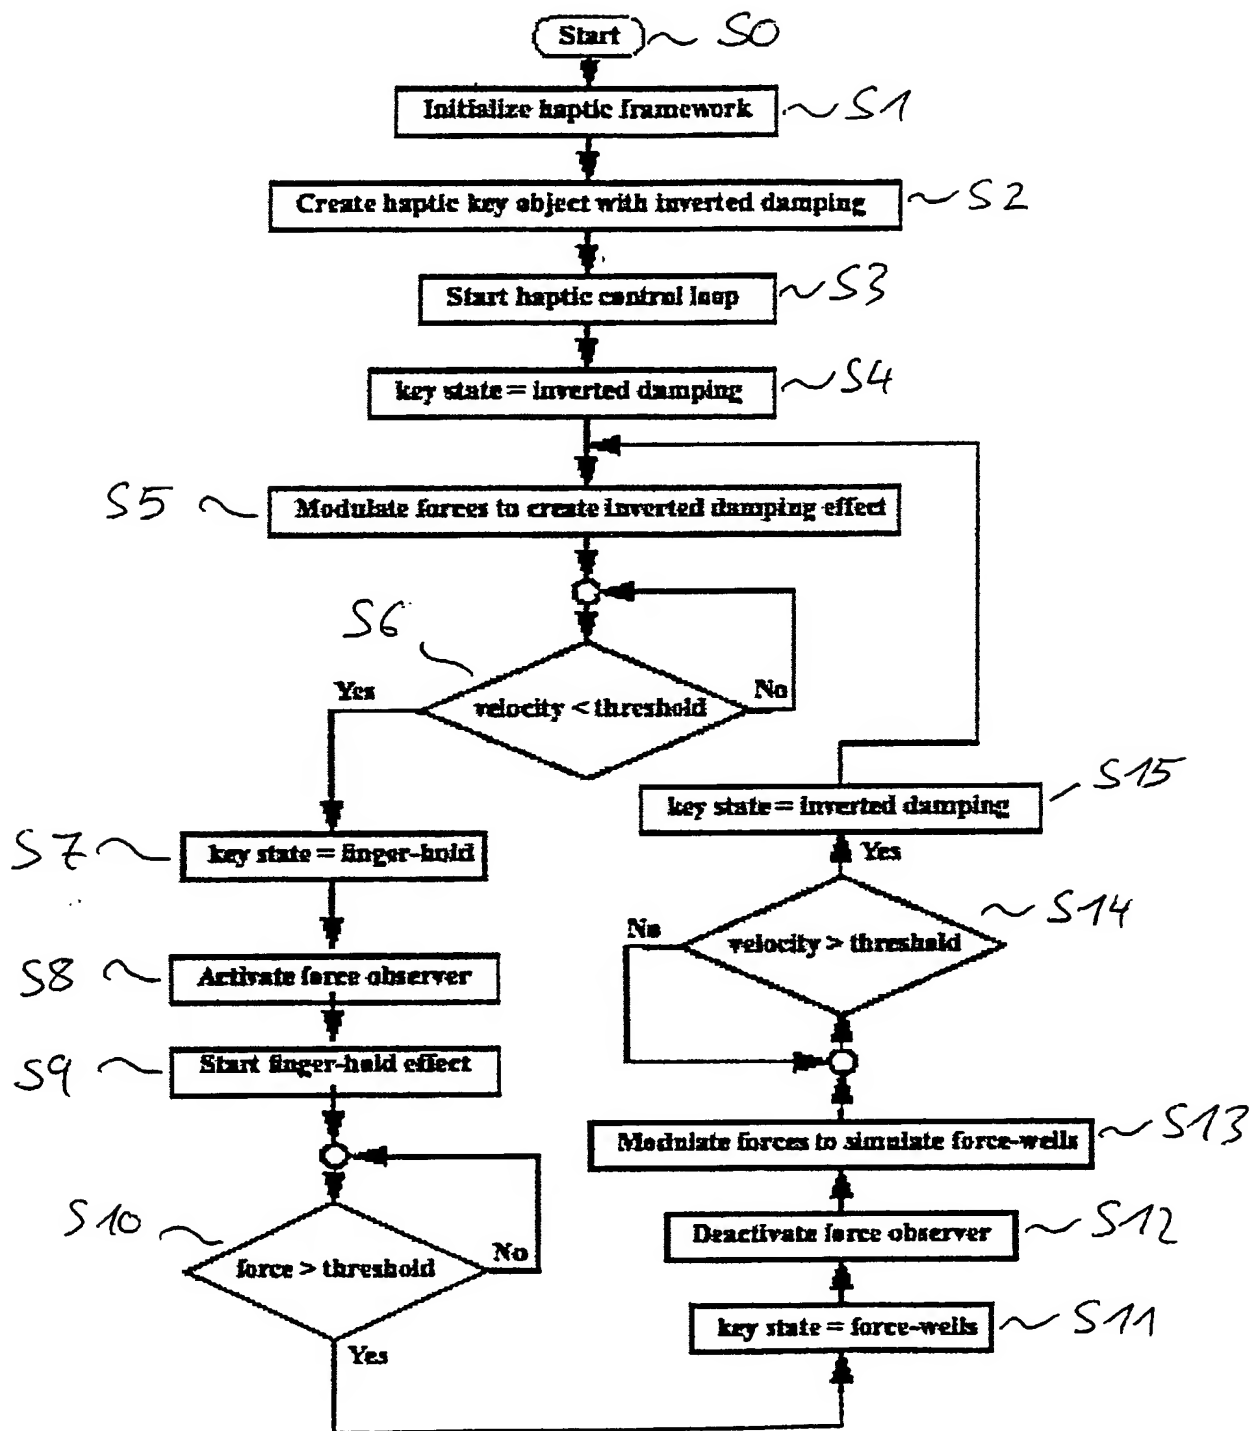 Start
S0
Initialize haptic framework
S1
Create haptic key object with inverted damping
S2
Start haptic control loop
S3
key state = inverted damping
S4
S5
Modulate forces to create inverted damping effect
S6
Yes
velocity < threshold
No
key state = inverted damping
S15
S7
key state = finger-hold
Yes
No
velocity > threshold
S14
S8
Activate force observer
S9
Start finger-hold effect
Modulate forces to simulate force-wells
S13
S10
force > threshold
No
Deactivate force observer
S12
key state = force-wells
S11
Yes